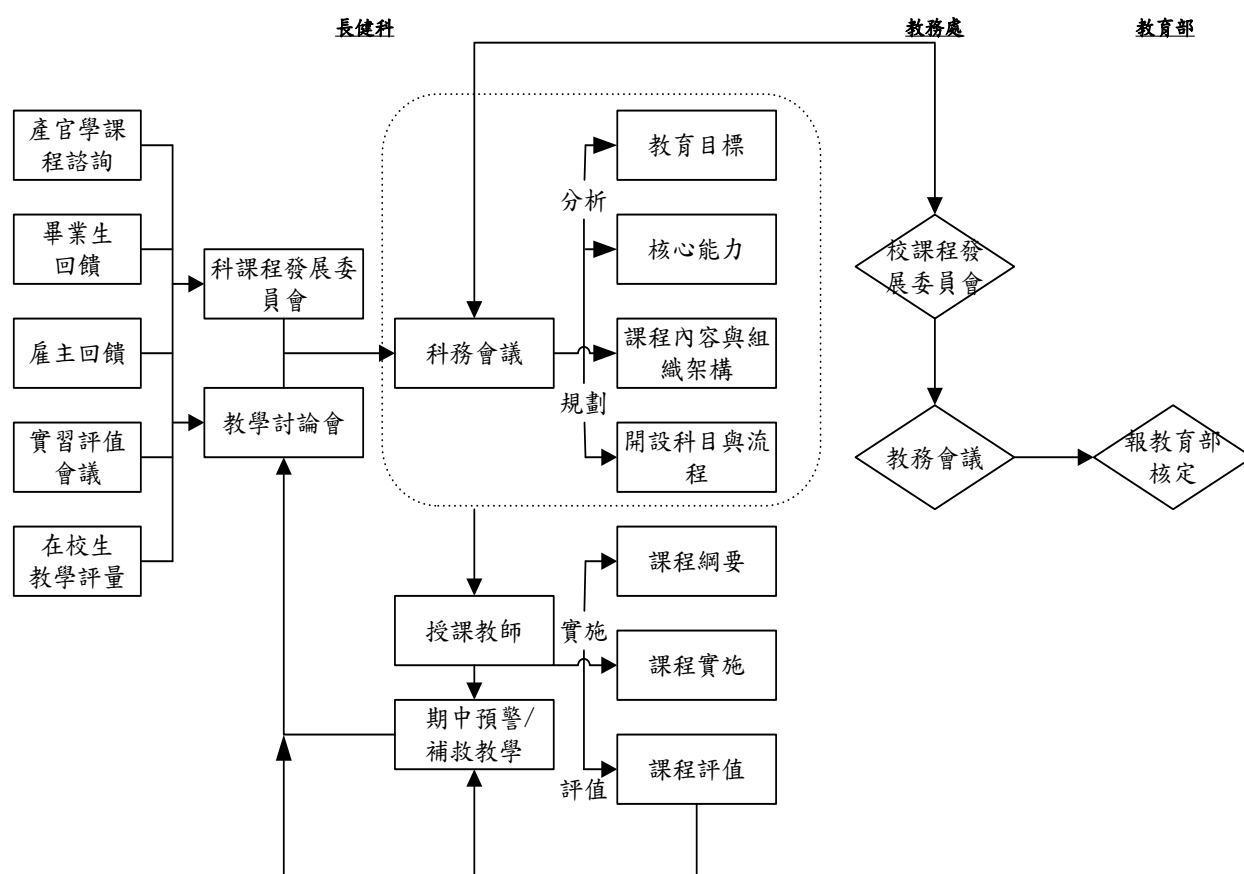 長健科
教務處
教育部
產官學課
程諮詢
畢業生
回饋
雇主回饋
實習評值
會議
在校生
教學評量
科課程發展委
員會
教學討論會
科務會議
分析
規劃
教育目標
核心能力
課程內容與組
織架構
開設科目與流
程
校課程發
展委員會
教務會議
報教育部
核定
授課教師
期中預警/
補救教學
實施
評值
課程綱要
課程實施
課程評值